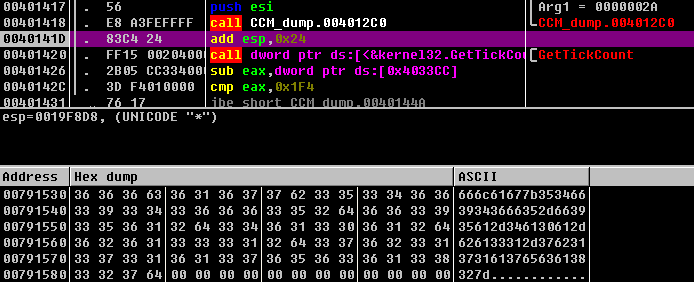 00401417 . 56 push esi Arg1 = 0000002A
00401418 . E8 A3FEFFFF call CCM_dump.004012C0 CCM_dump.004012C0
0040141D . 83C4 24 add esp,0x24
00401420 . FF15 00204000 call dword ptr ds:[<&kernel32.GetTickCou GetTickCount
00401426 . 2B05 CC334000 sub eax,dword ptr ds:[0x4033CC]
0040142C . 3D F4010000 cmp eax,0x1F4
00401431 .. 76 17 jbe short CCM_dump.0040144A
esp=0019F8D8, (UNICODE "*")
Address Hex dump ASCII
00791530 36 36 36 63|36 31 36 37|37 62 33 35|33 34 36 36 666c61677b353466
00791540 33 39 33 34|33 36 36 36|33 35 32 64|36 36 33 39 39343666352d6639
00791550 33 35 36 31|32 64 33 34|36 31 33 30|36 31 32 64 35612d346130612d
00791560 36 32 36 31|33 33 33 31|32 64 33 37|36 32 33 31 626133312d376231
00791570 33 37 33 31|36 31 33 37|36 35 36 33|36 31 33 38 3731613765636138
00791580 33 32 37 64|00 00 00 00|00 00 00 00|00 00 00 00 327d............